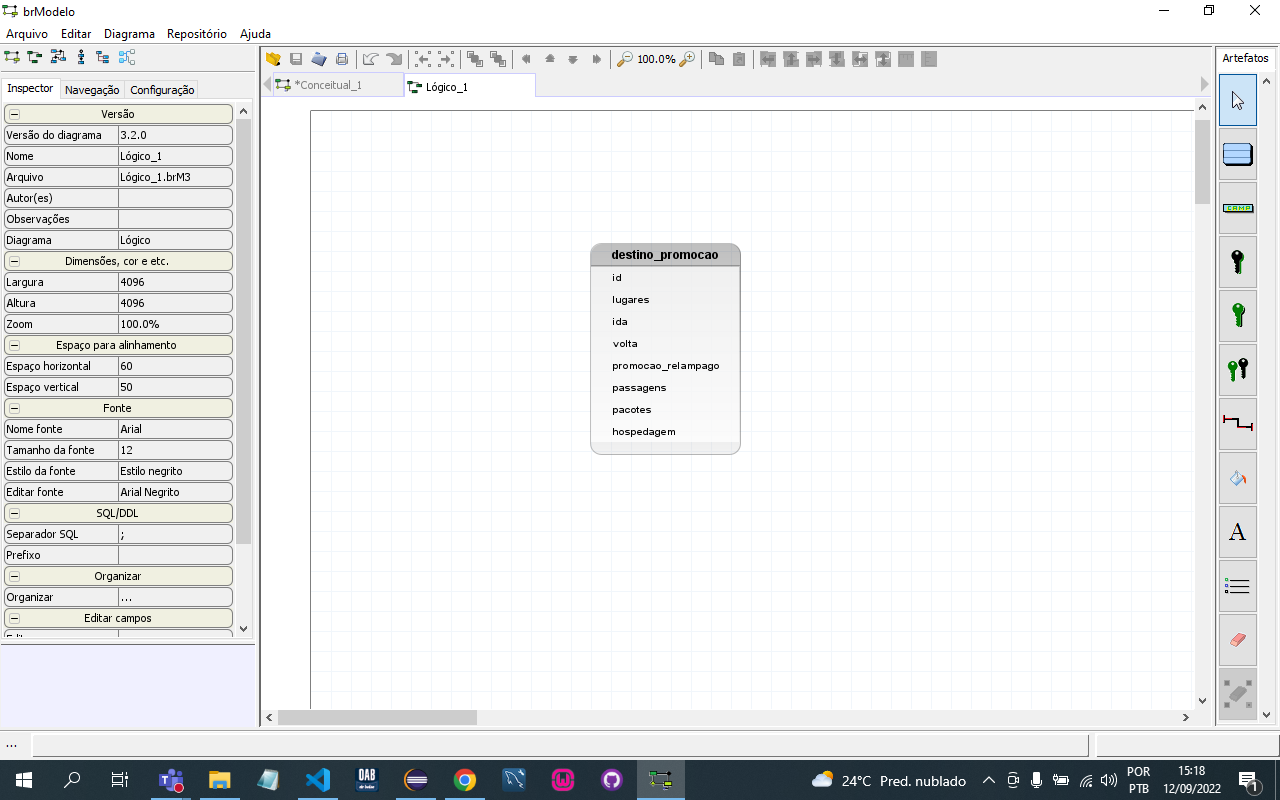 brModelo
Arquivo Editar Diagrama Repositório Ajuda
100.0%
Artefatos
Inspector Navegação Configuração
*Conceitual_1 Lógico_1
Versão
Versão do diagrama 3.2.0
Nome Lógico_1
Arquivo Lógico_1.brM3
Autor(es)
Observações
Diagrama Lógico
Dimensões, cor e etc.
Largura 4096
Altura 4096
Zoom 100.0%
Espaço para alinhamento
Espaço horizontal 60
Espaço vertical 50
Fonte
Nome fonte Arial
Tamanho da fonte 12
Estilo da fonte Estilo negrito
Editar fonte Arial Negrito
SQL/DDL
Separador SQL ;
Prefixo
Organizar
Organizar ...
Editar campos
destino_promocao
id
lugares
ida
volta
promocao_relampago
passagens
pacotes
hospedagem
CAMP
A
...
OAB
24°C Pred. nublado
POR
PTB
15:18
12/09/2022
1